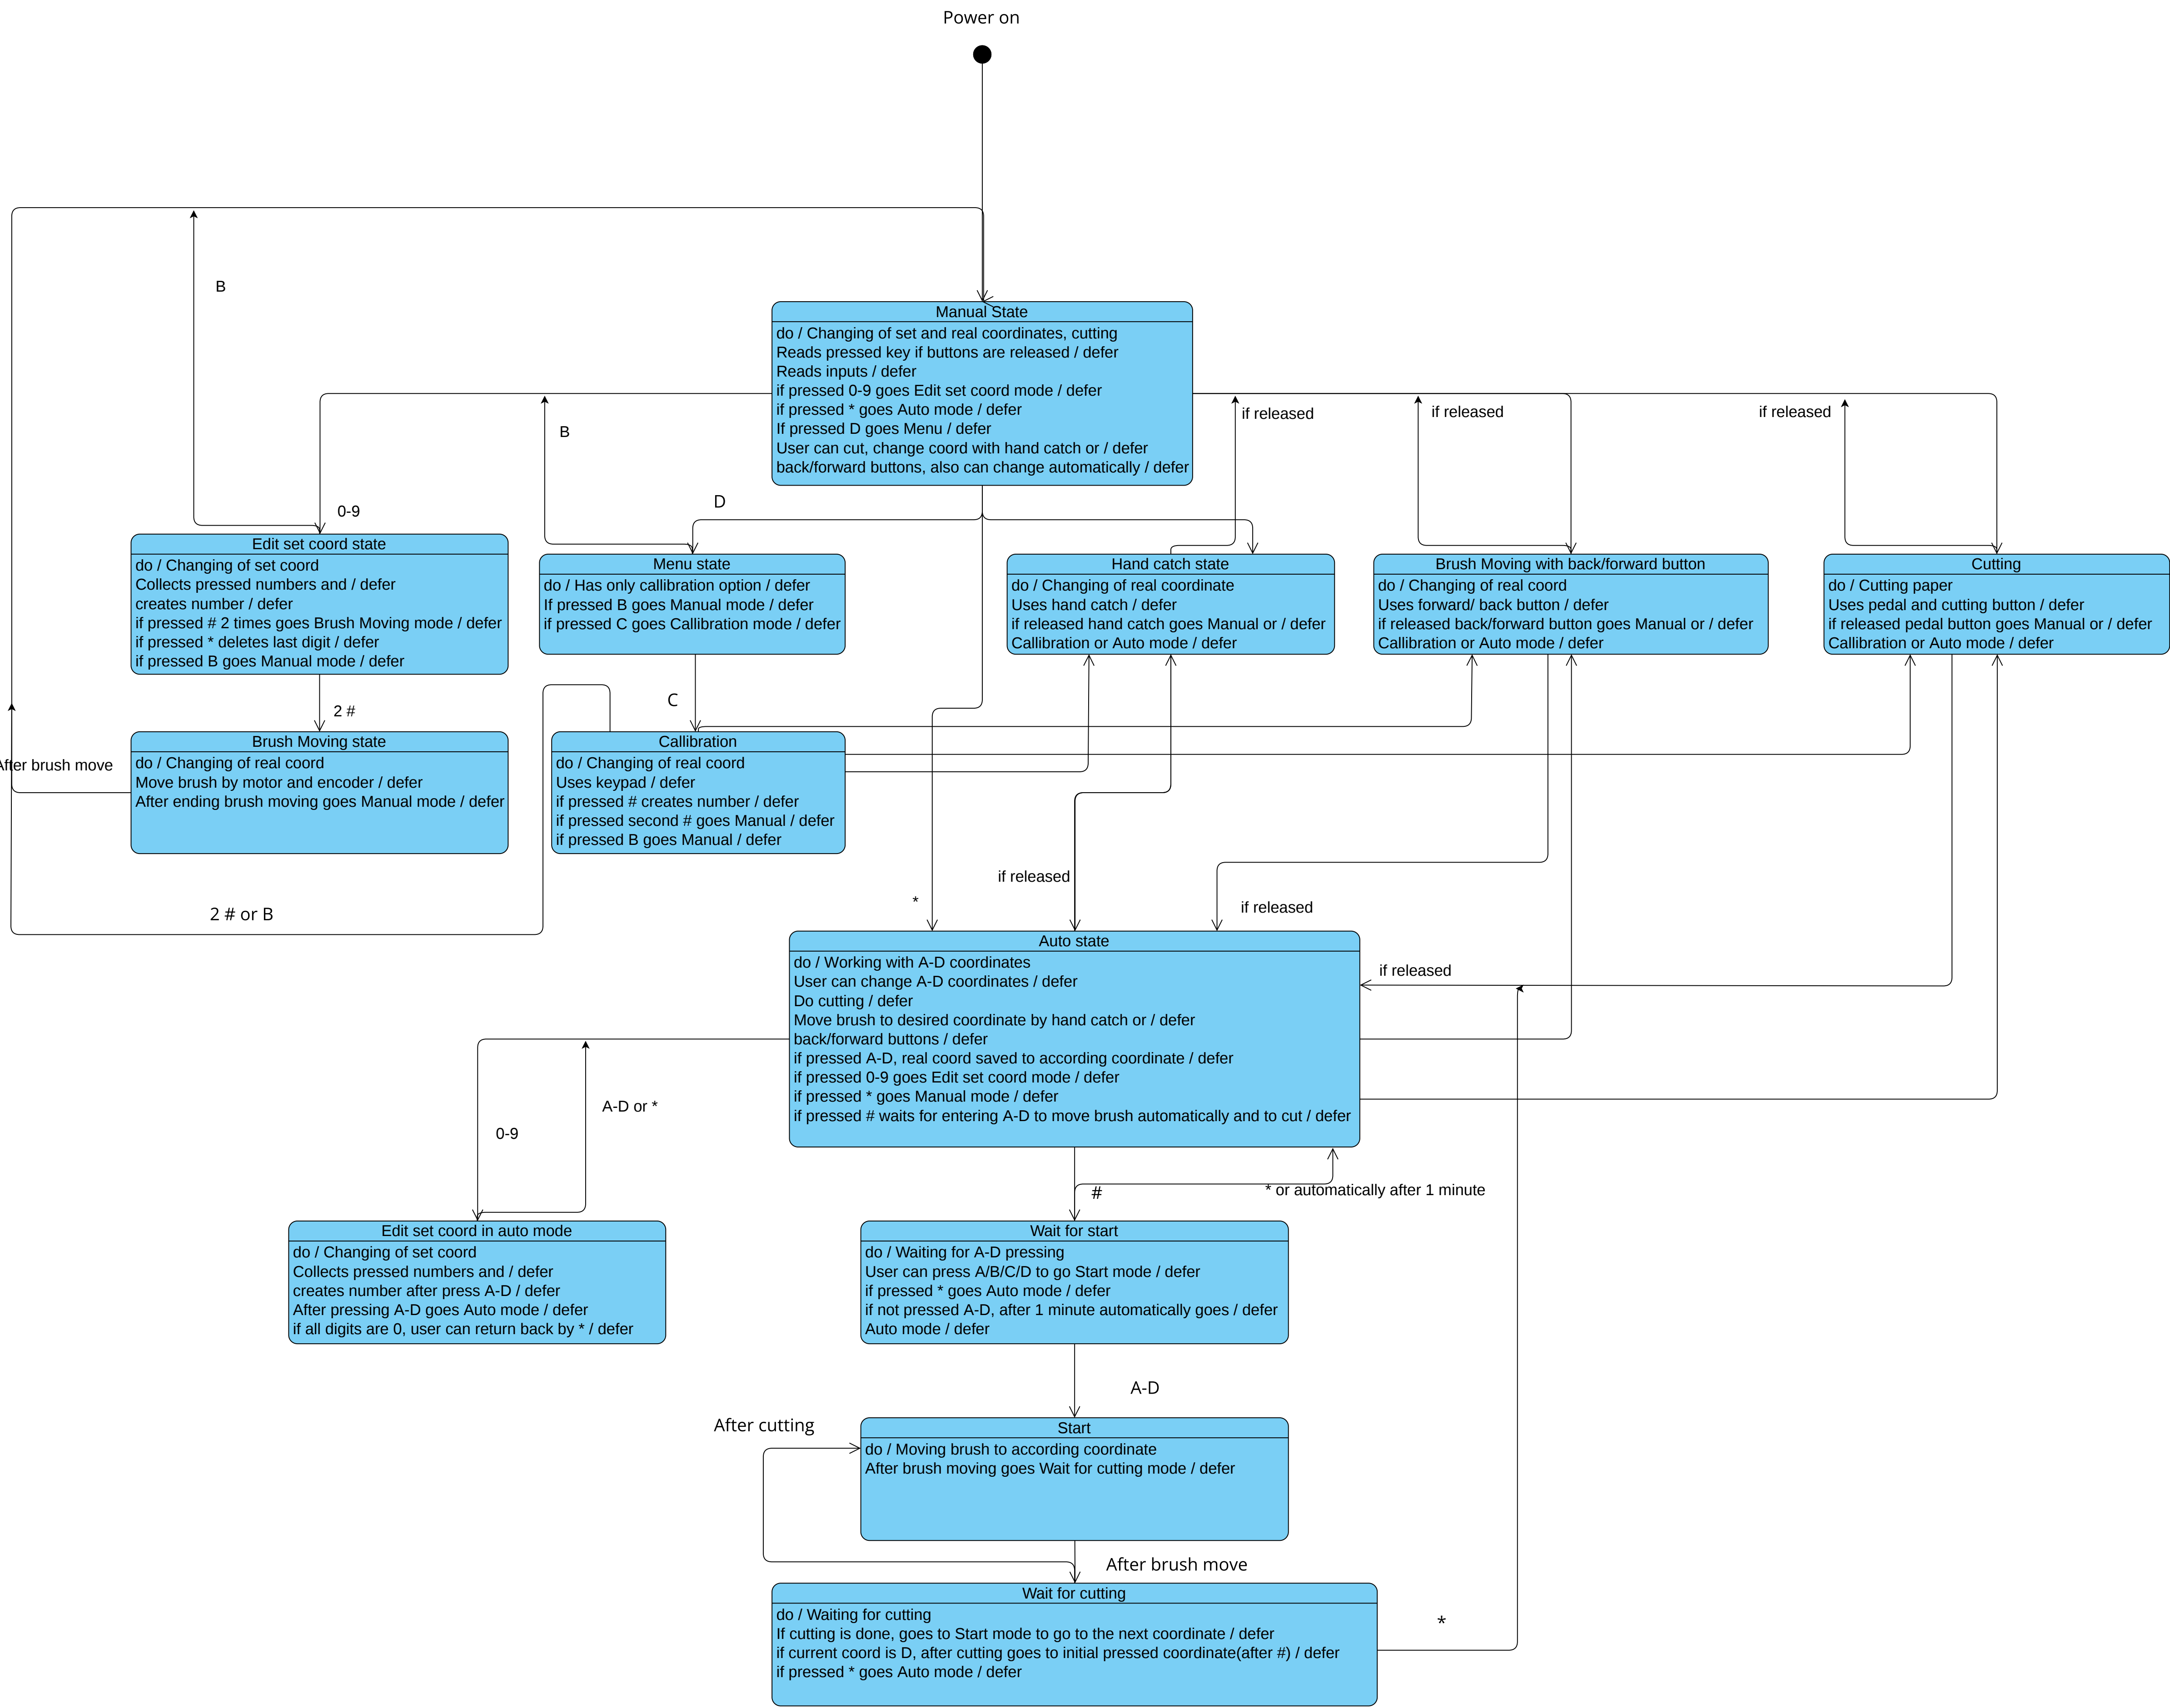 Power on
B
Manual State
do / Changing of set and real coordinates, cutting
Reads pressed key if buttons are released / defer
Reads inputs / defer
if pressed 0-9 goes Edit set coord mode / defer
if pressed * goes Auto mode / defer
If pressed D goes Menu / defer
User can cut, change coord with hand catch or / defer
back/forward buttons, also can change automatically / defer
B
if released
if released
if released
0-9
D
Edit set coord state
do / Changing of set coord
Collects pressed numbers and / defer
creates number / defer
if pressed # 2 times goes Brush Moving mode / defer
if pressed * deletes last digit / defer
if pressed B goes Manual mode / defer
Menu state
do / Has only callibration option / defer
If pressed B goes Manual mode / defer
if pressed C goes Callibration mode / defer
Hand catch state
do / Changing of real coordinate
Uses hand catch / defer
if released hand catch goes Manual or / defer
Callibration or Auto mode / defer
Brush Moving with back/forward button
do / Changing of real coord
Uses forward/ back button / defer
if released back/forward button goes Manual or / defer
Callibration or Auto mode / defer
Cutting
do / Cutting paper
Uses pedal and cutting button / defer
if released pedal button goes Manual or / defer
Callibration or Auto mode / defer
2 #
C
After brush move
Brush Moving state
do / Changing of real coord
Move brush by motor and encoder / defer
After ending brush moving goes Manual mode / defer
Callibration
do / Changing of real coord
Uses keypad / defer
if pressed # creates number / defer
if pressed second # goes Manual / defer
if pressed B goes Manual / defer
2 # or B
*
if released
if released
if released
Auto state
do / Working with A-D coordinates
User can change A-D coordinates / defer
Do cutting / defer
Move brush to desired coordinate by hand catch or / defer
back/forward buttons / defer
if pressed A-D, real coord saved to according coordinate / defer
if pressed 0-9 goes Edit set coord mode / defer
if pressed * goes Manual mode / defer
if pressed # waits for entering A-D to move brush automatically and to cut / defer
A-D or *
0-9
#
* or automatically after 1 minute
Edit set coord in auto mode
do / Changing of set coord
Collects pressed numbers and / defer
creates number after press A-D / defer
After pressing A-D goes Auto mode / defer
if all digits are 0, user can return back by * / defer
Wait for start
do / Waiting for A-D pressing
User can press A/B/C/D to go Start mode / defer
if pressed * goes Auto mode / defer
if not pressed A-D, after 1 minute automatically goes / defer
Auto mode / defer
A-D
After cutting
Start
do / Moving brush to according coordinate
After brush moving goes Wait for cutting mode / defer
After brush move
Wait for cutting
do / Waiting for cutting
If cutting is done, goes to Start mode to go to the next coordinate / defer
if current coord is D, after cutting goes to initial pressed coordinate(after #) / defer
if pressed * goes Auto mode / defer
*